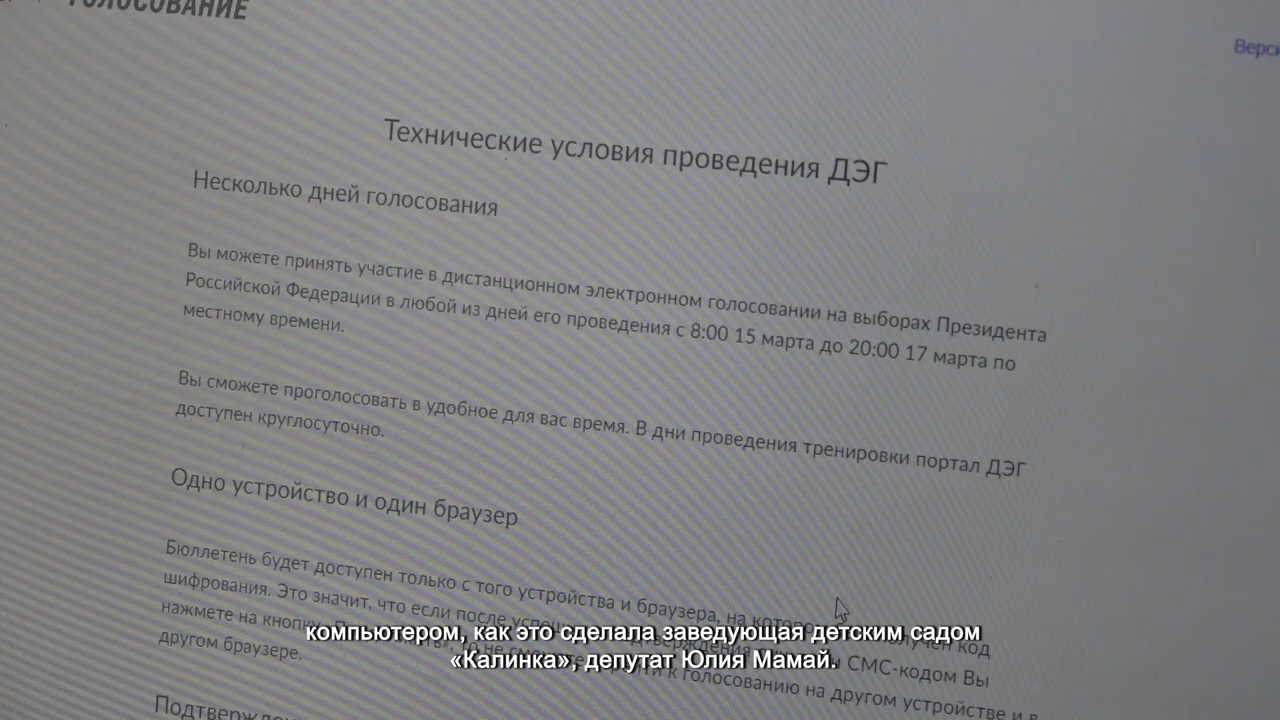 ГОЛОСОВАНИЕ
Технические условия проведения ДЭГ
Несколько дней голосования
Вы можете принять участие в дистанционном электронном голосовании на выборах Президента
Российской Федерации в любой из дней его проведения с 8:00 15 марта до 20:00 17 марта по
местному времени.
Вы сможете проголосовать в удобное для вас время. В дни проведения тренировки портал ДЭГ
доступен круглосуточно.
Одно устройство и один браузер
Бюллетень будет доступен только с того устройства и браузера, на которо получен код
шифрования. Это значит, что если после СМС-кодом Вы
нажмете на кнопку к голосованию на другом устройстве и в
другом браузере.
компьютером, как это сделала заведующая детским садом
«Калинка», депутат Юлия Мамай.